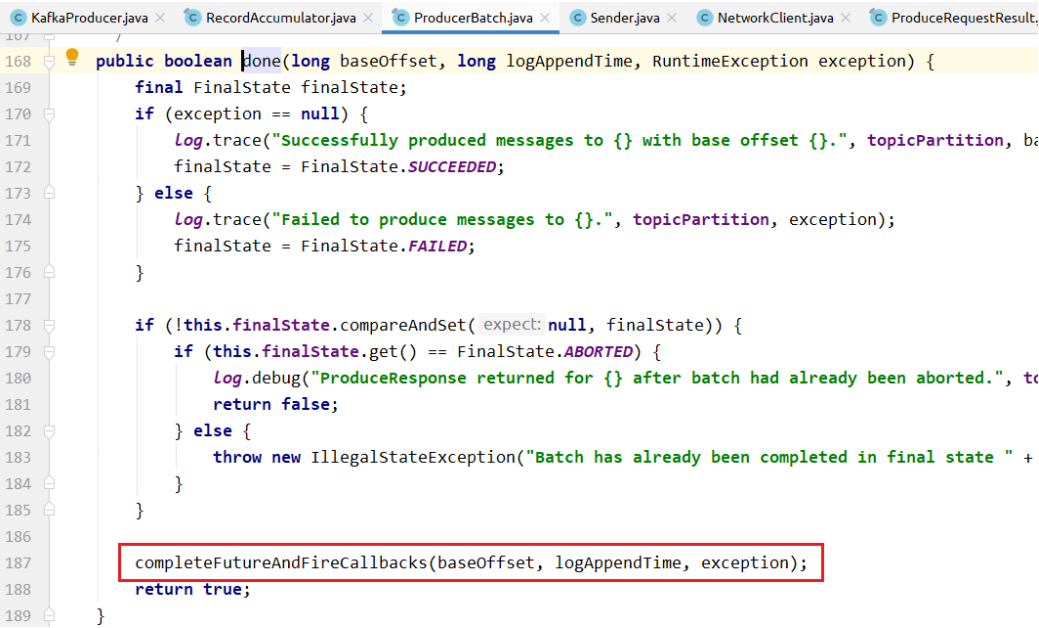 KafkaProducer.java × RecordAccumulator.java × ProducerBatch.java × Sender.java × NetworkClient.java × ProduceRequestResult.
167 */
168 public boolean done(long baseOffset, long logAppendTime, RuntimeException exception) {
169 final FinalState finalState;
170 if (exception == null) {
171 log.trace("Successfully produced messages to {} with base offset {}.", topicPartition, ba
172 finalState = FinalState.SUCCEEDED;
173 } else {
174 log.trace("Failed to produce messages to {}.", topicPartition, exception);
175 finalState = FinalState.FAILED;
176 }
177
178 if (!this.finalState.compareAndSet( expect: null, finalState)) {
179 if (this.finalState.get() == FinalState.ABORTED) {
180 log.debug("ProduceResponse returned for {} after batch had already been aborted.", to
181 return false;
182 } else {
183 throw new IllegalStateException("Batch has already been completed in final state " +
184 }
185 }
186
187 completeFutureAndFireCallbacks(baseOffset, logAppendTime, exception);
188 return true;
189 }